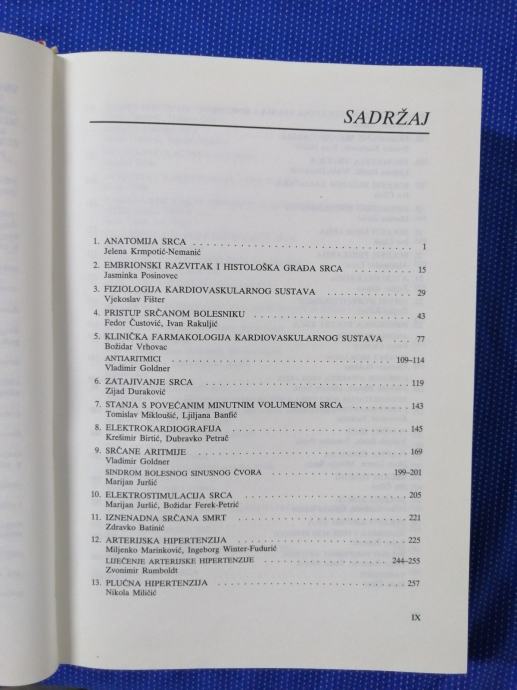 SADRŽAJ
1. ANATOMIJA SRCA . . . . . . . . . . . . . . . . . . . . . . . . . . . . . . 1
Jelena Krmpotić-Nemanić
2. EMBRIONSKI RAZVITAK I HISTOLOŠKA GRAĐA SRCA . . . . . . . . . . 15
Jasminka Posinovec
3. FIZIOLOGIJA KARDIOVASKULARNOG SUSTAVA . . . . . . . . . . . . . 29
Vjekoslav Fišter
4. PRISTUP SRČANOM BOLESNIKU . . . . . . . . . . . . . . . . . . . . . 43
Fedor Čustović, Ivan Rakuljić
5. KLINIČKA FARMAKOLOGIJA KARDIOVASKULARNOG SUSTAVA . . . . 77
Božidar Vrhovac
ANTIARITMICI . . . . . . . . . . . . . . . . . . . . . . . . . . . . . . 109–114
Vladimir Goldner
6. ZATAJIVANJE SRCA . . . . . . . . . . . . . . . . . . . . . . . . . . . . 119
Zijad Duraković
7. STANJA S POVEĆANIM MINUTNIM VOLUMENOM SRCA . . . . . . . . . 143
Tomislav Mikloušić, Ljiljana Banfić
8. ELEKTROKARDIOGRAFIJA . . . . . . . . . . . . . . . . . . . . . . . . 145
Krešimir Birtić, Dubravko Petrač
9. SRČANE ARITMIJE . . . . . . . . . . . . . . . . . . . . . . . . . . . . 169
Vladimir Goldner
SINDROM BOLESNOG SINUSNOG ČVORA . . . . . . . . . . . . . . . . . 199–201
Marijan Juršić
10. ELEKTROSTIMULACIJA SRCA . . . . . . . . . . . . . . . . . . . . . . 205
Marijan Juršić, Božidar Ferek-Petrić
11. IZNENADNA SRČANA SMRT . . . . . . . . . . . . . . . . . . . . . . . 221
Zdravko Batinić
12. ARTERIJSKA HIPERTENZIJA . . . . . . . . . . . . . . . . . . . . . . . 225
Miljenko Marinković, Ingeborg Winter-Fudurić
LIJEČENJE ARTERIJSKE HIPERTENZIJE . . . . . . . . . . . . . . . . . . 244–255
Zvonimir Rumboldt
13. PLUĆNA HIPERTENZIJA . . . . . . . . . . . . . . . . . . . . . . . . . 257
Nikola Miličić
IX